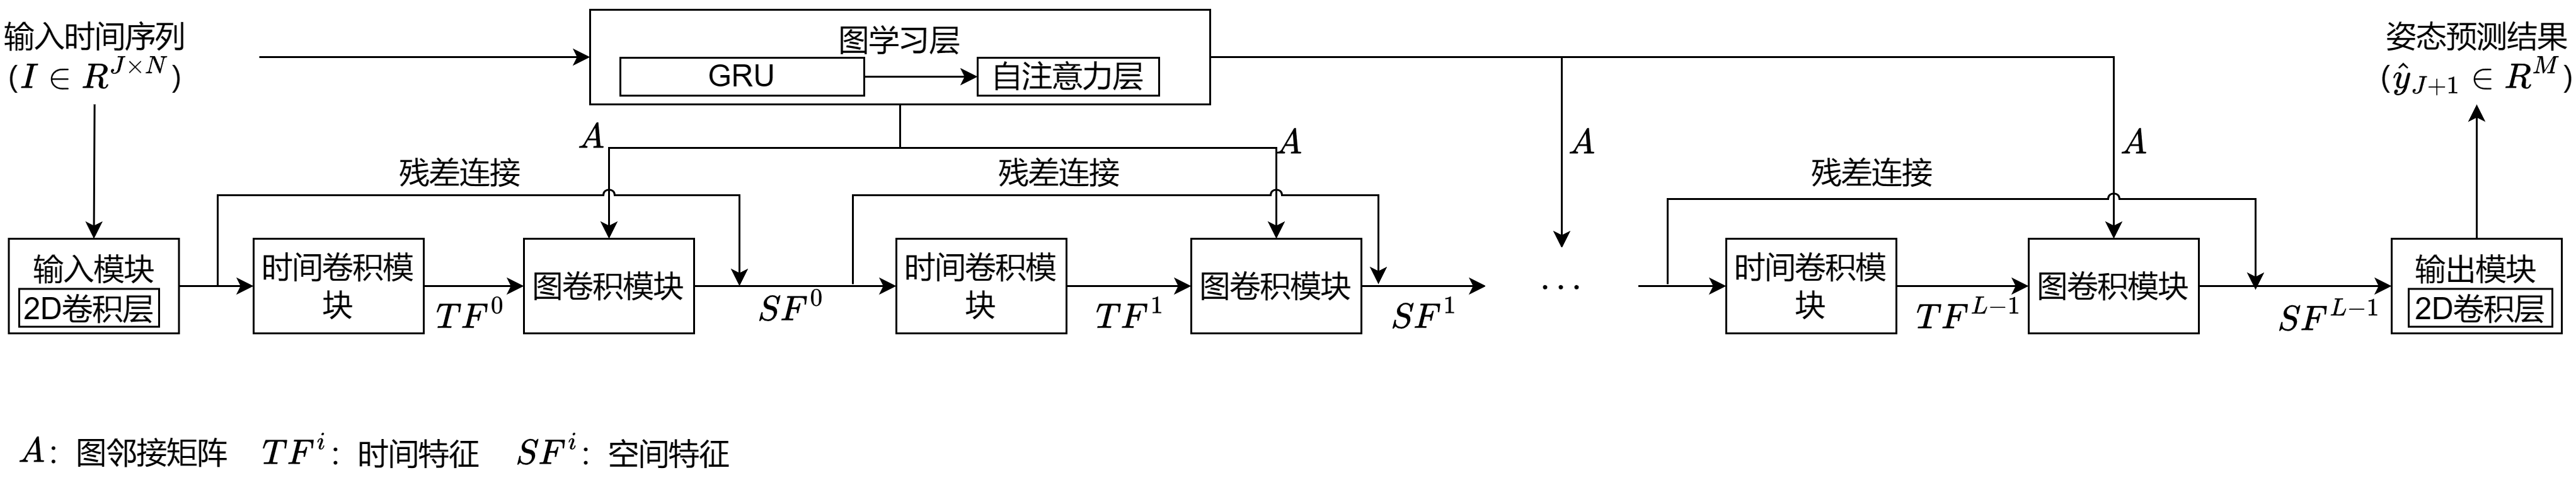 输入时间序列
(I ∈ R^{J×N})
图学习层
GRU
自注意力层
姿态预测结果
(ŷ_{J+1} ∈ R^M)
A
A
A
A
残差连接
残差连接
残差连接
输入模块
2D卷积层
时间卷积模
块
TF^0
图卷积模块
SF^0
时间卷积模
块
TF^1
图卷积模块
SF^1
···
时间卷积模
块
TF^{L-1}
图卷积模块
SF^{L-1}
输出模块
2D卷积层
A：图邻接矩阵 TF^i：时间特征 SF^i：空间特征